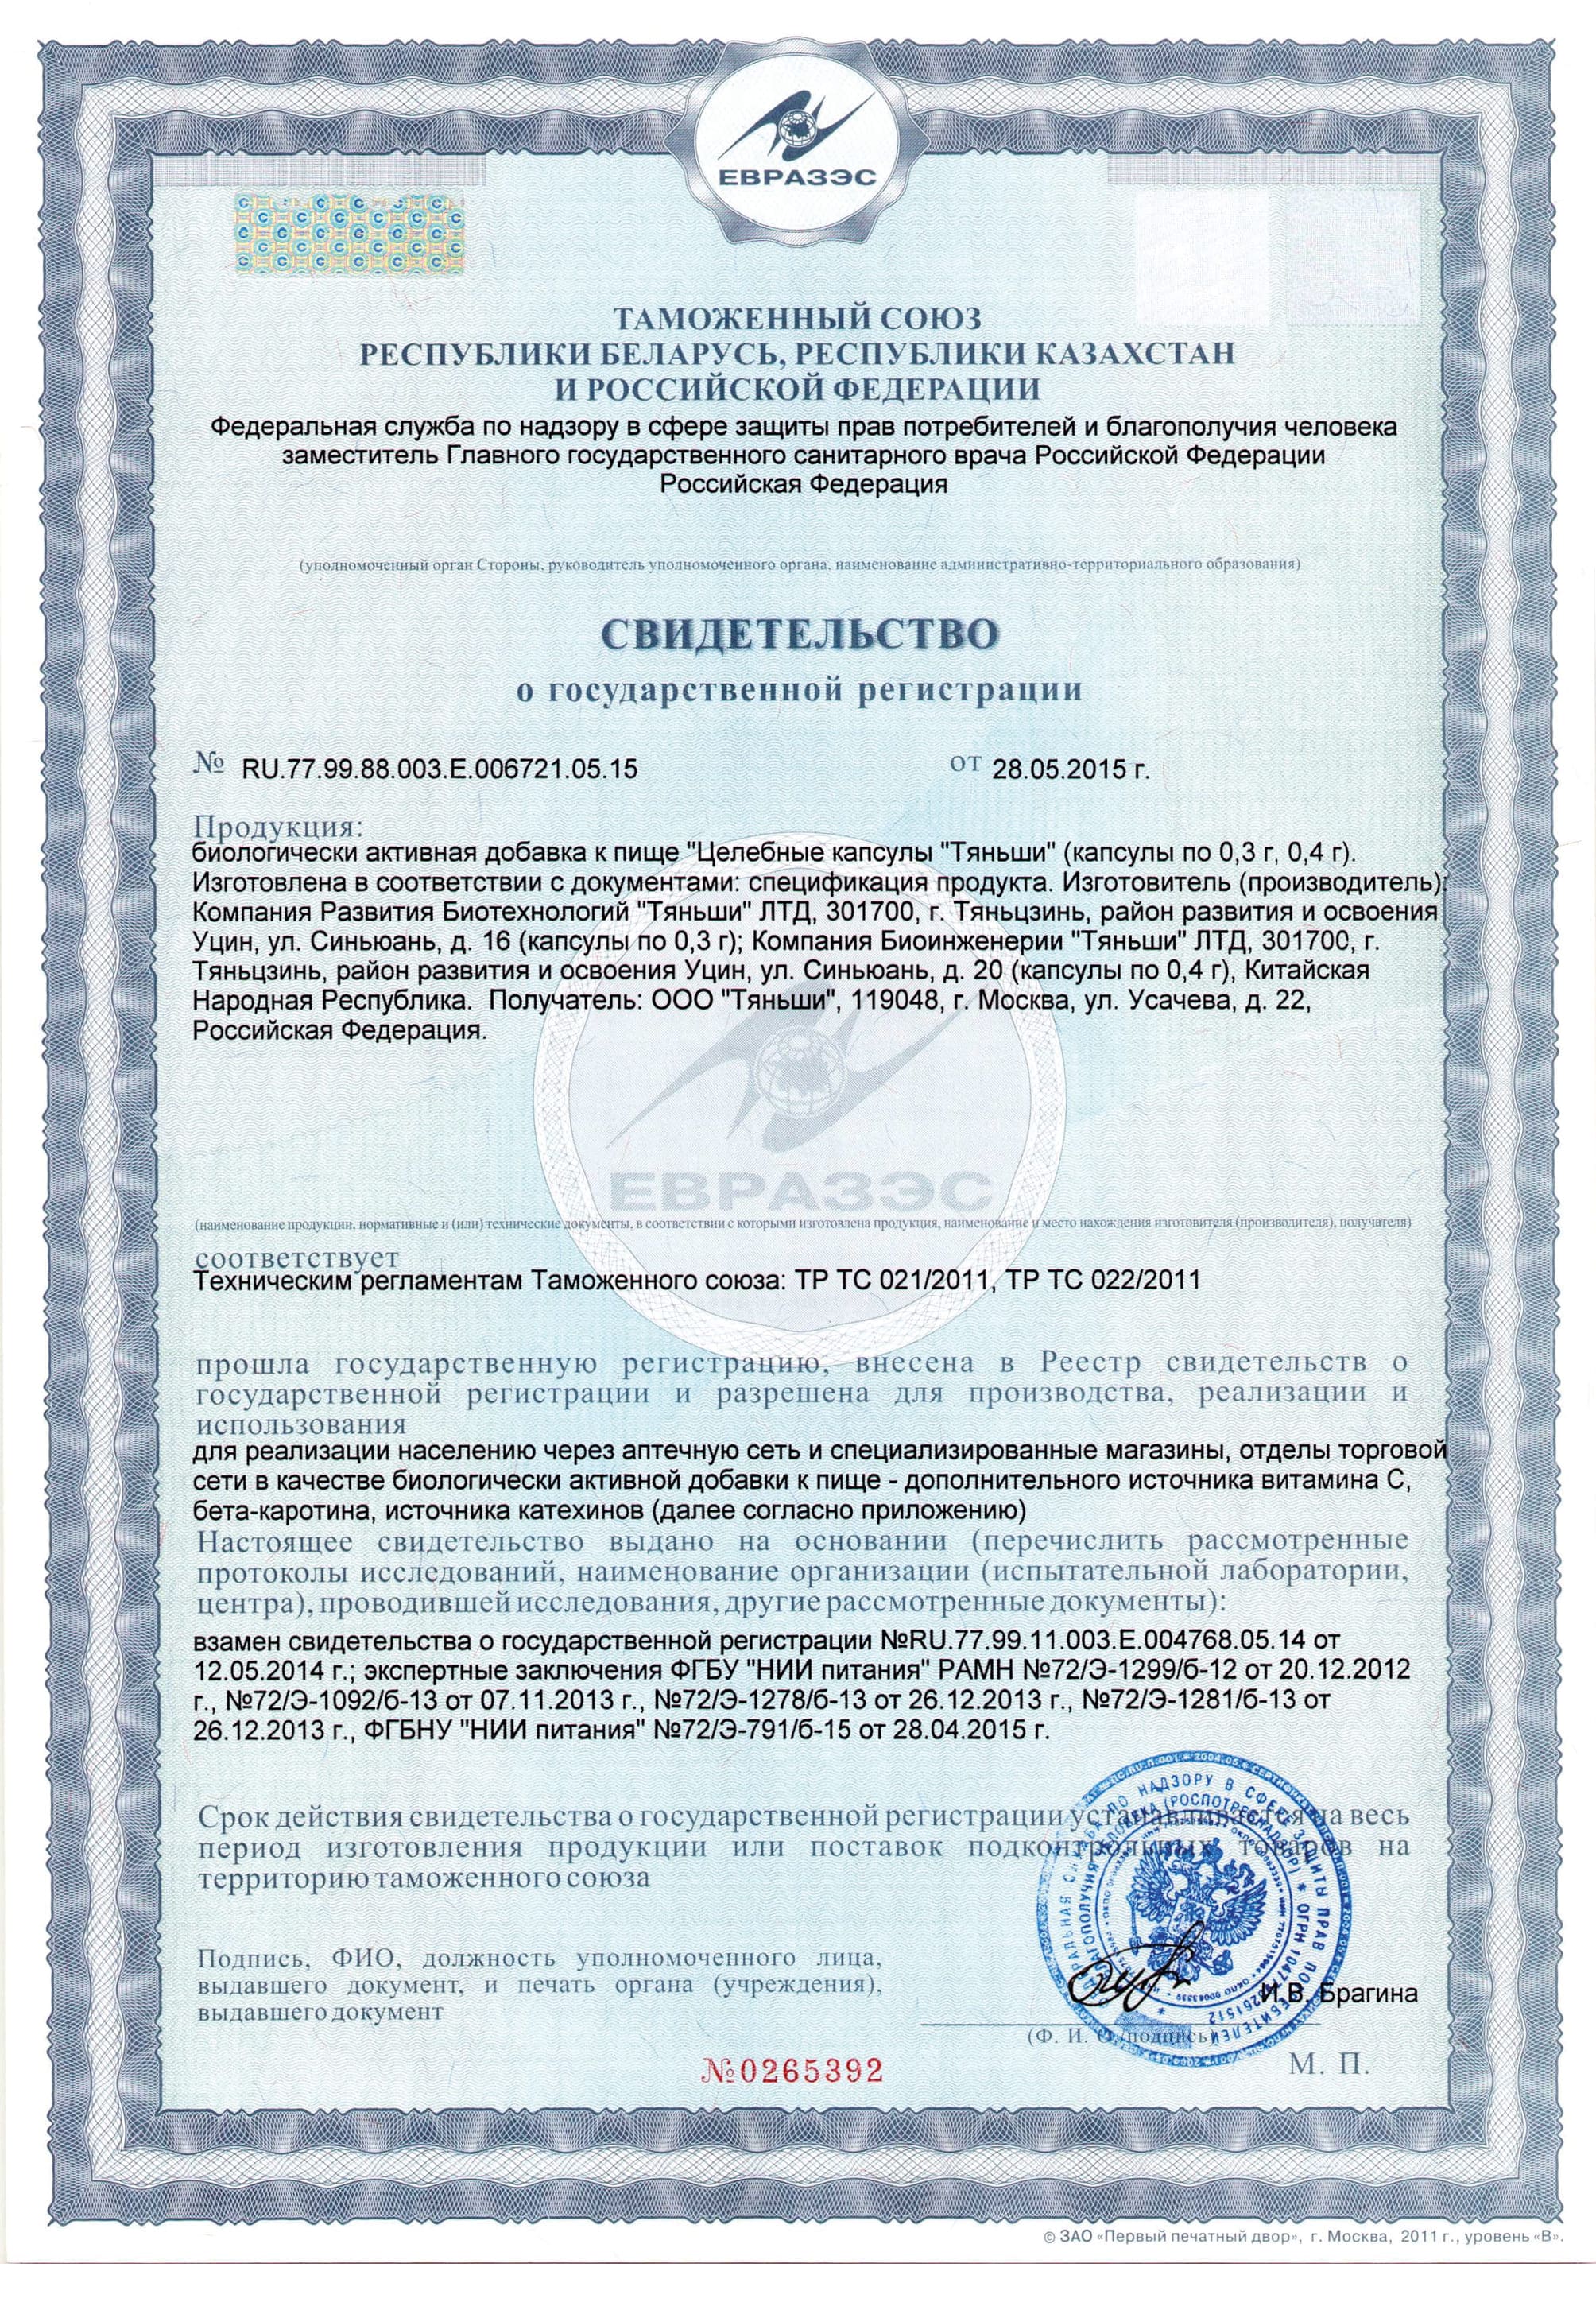 ЕВРАЗЭС
ТАМОЖЕННЫЙ СОЮЗ
РЕСПУБЛИКИ БЕЛАРУСЬ, РЕСПУБЛИКИ КАЗАХСТАН
И РОССИЙСКОЙ ФЕДЕРАЦИИ
Федеральная служба по надзору в сфере защиты прав потребителей и благополучия человека
заместитель Главного государственного санитарного врача Российской Федерации
Российская Федерация
(уполномоченный орган Стороны, руководитель уполномоченного органа, наименование административно-территориального образования)
СВИДЕТЕЛЬСТВО
о государственной регистрации
№ RU.77.99.88.003.Е.006721.05.15 от 28.05.2015 г.
Продукция:
биологически активная добавка к пище "Целебные капсулы "Тяньши" (капсулы по 0,3 г, 0,4 г).
Изготовлена в соответствии с документами: спецификация продукта. Изготовитель (производитель):
Компания Развития Биотехнологий "Тяньши" ЛТД, 301700, г. Тяньцзинь, район развития и освоения
Уцин, ул. Синьюань, д. 16 (капсулы по 0,3 г); Компания Биоинженерии "Тяньши" ЛТД, 301700, г.
Тяньцзинь, район развития и освоения Уцин, ул. Синьюань, д. 20 (капсулы по 0,4 г), Китайская
Народная Республика. Получатель: ООО "Тяньши", 119048, г. Москва, ул. Усачева, д. 22,
Российская Федерация.
ЕВРАЗЭС
(наименование продукции, нормативные и (или) технические документы, в соответствии с которыми изготовлена продукция, наименование и место нахождения изготовителя (производителя), получателя)
соответствует
Техническим регламентам Таможенного союза: ТР ТС 021/2011, ТР ТС 022/2011
прошла государственную регистрацию, внесена в Реестр свидетельств о
государственной регистрации и разрешена для производства, реализации и
использования
для реализации населению через аптечную сеть и специализированные магазины, отделы торговой
сети в качестве биологически активной добавки к пище - дополнительного источника витамина С,
бета-каротина, источника катехинов (далее согласно приложению)
Настоящее свидетельство выдано на основании (перечислить рассмотренные
протоколы исследований, наименование организации (испытательной лаборатории,
центра), проводившей исследования, другие рассмотренные документы):
взамен свидетельства о государственной регистрации №RU.77.99.11.003.Е.004768.05.14 от
12.05.2014 г.; экспертные заключения ФГБУ "НИИ питания" РАМН №72/Э-1299/б-12 от 20.12.2012
г., №72/Э-1092/б-13 от 07.11.2013 г., №72/Э-1278/б-13 от 26.12.2013 г., №72/Э-1281/б-13 от
26.12.2013 г., ФГБНУ "НИИ питания" №72/Э-791/б-15 от 28.04.2015 г.
Срок действия свидетельства о государственной регистрации устанавливается на весь
период изготовления продукции или поставок подконтрольных товаров на
территорию таможенного союза
Подпись, ФИО, должность уполномоченного лица,
выдавшего документ, и печать органа (учреждения),
выдавшего документ
И.В. Брагина
(Ф. И. О./подпись)
М. П.
№0265392
© ЗАО «Первый печатный двор», г. Москва, 2011 г., уровень «В».